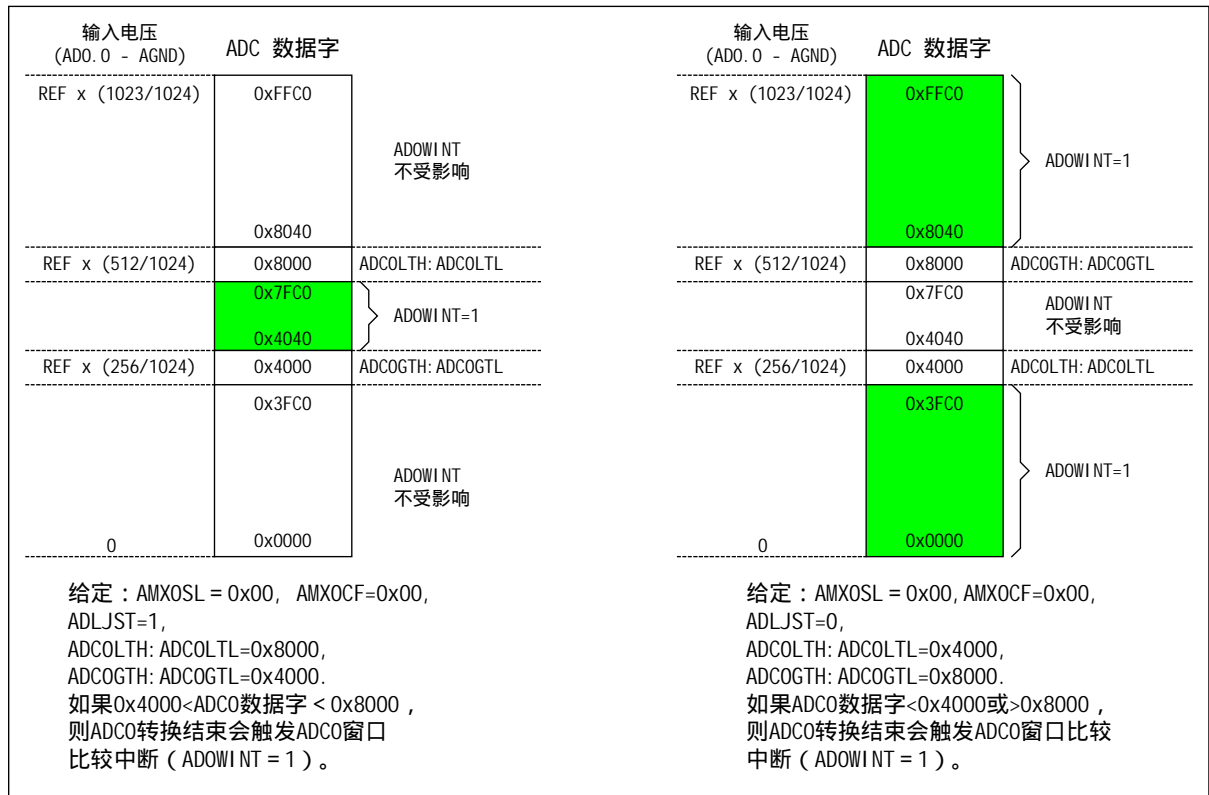 输入电压
(AD0.0 - AGND)
ADC 数据字
REF x (1023/1024)
0xFFC0
AD0WINT
不受影响
0x8040
REF x (512/1024)
0x8000
ADC0LTH:ADC0LTL
0x7FC0
AD0WINT=1
0x4040
REF x (256/1024)
0x4000
ADC0GTH:ADC0GTL
0x3FC0
AD0WINT
不受影响
0
0x0000
给定：AMX0SL = 0x00, AMX0CF=0x00,
ADLJST=1,
ADC0LTH:ADC0LTL=0x8000,
ADC0GTH:ADC0GTL=0x4000.
如果0x4000<ADC0数据字 < 0x8000，
则ADC0转换结束会触发ADC0窗口
比较中断（AD0WINT = 1）。
输入电压
(AD0.0 - AGND)
ADC 数据字
REF x (1023/1024)
0xFFC0
AD0WINT=1
0x8040
REF x (512/1024)
0x8000
ADC0GTH:ADC0GTL
0x7FC0
AD0WINT
不受影响
0x4040
REF x (256/1024)
0x4000
ADC0LTH:ADC0LTL
0x3FC0
AD0WINT=1
0
0x0000
给定：AMX0SL = 0x00, AMX0CF=0x00,
ADLJST=0,
ADC0LTH:ADC0LTL=0x4000,
ADC0GTH:ADC0GTL=0x8000.
如果ADC0数据字<0x4000或>0x8000，
则ADC0转换结束会触发ADC0窗口比较
中断（AD0WINT = 1）。